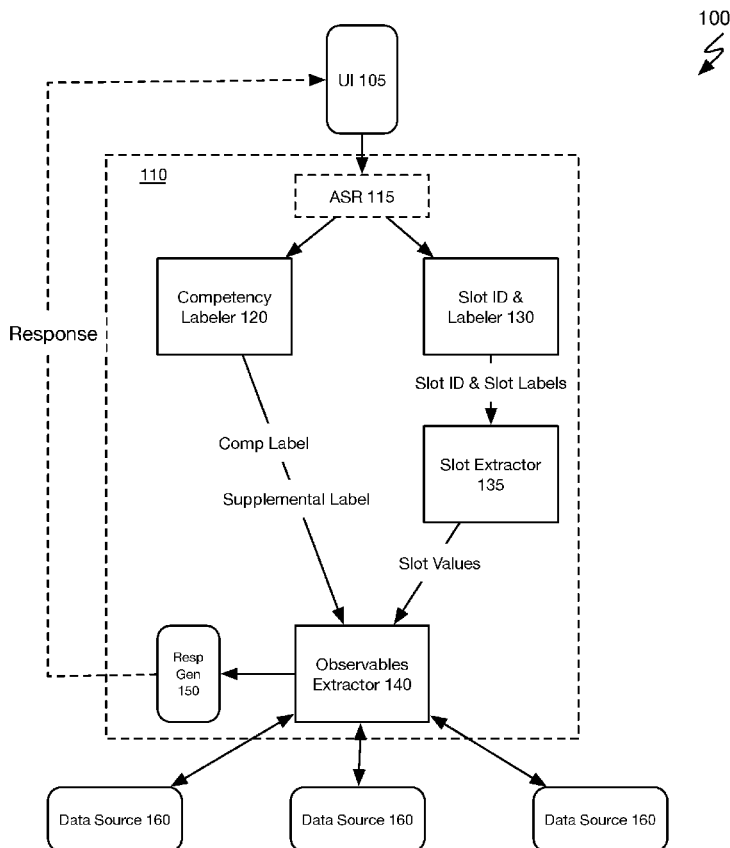 100
UI 105
110
ASR 115
Competency
Labeler 120
Slot ID &
Labeler 130
Response
Slot ID & Slot Labels
Comp Label
Slot Extractor
135
Supplemental Label
Slot Values
Resp
Gen
150
Observables
Extractor 140
Data Source 160
Data Source 160
Data Source 160